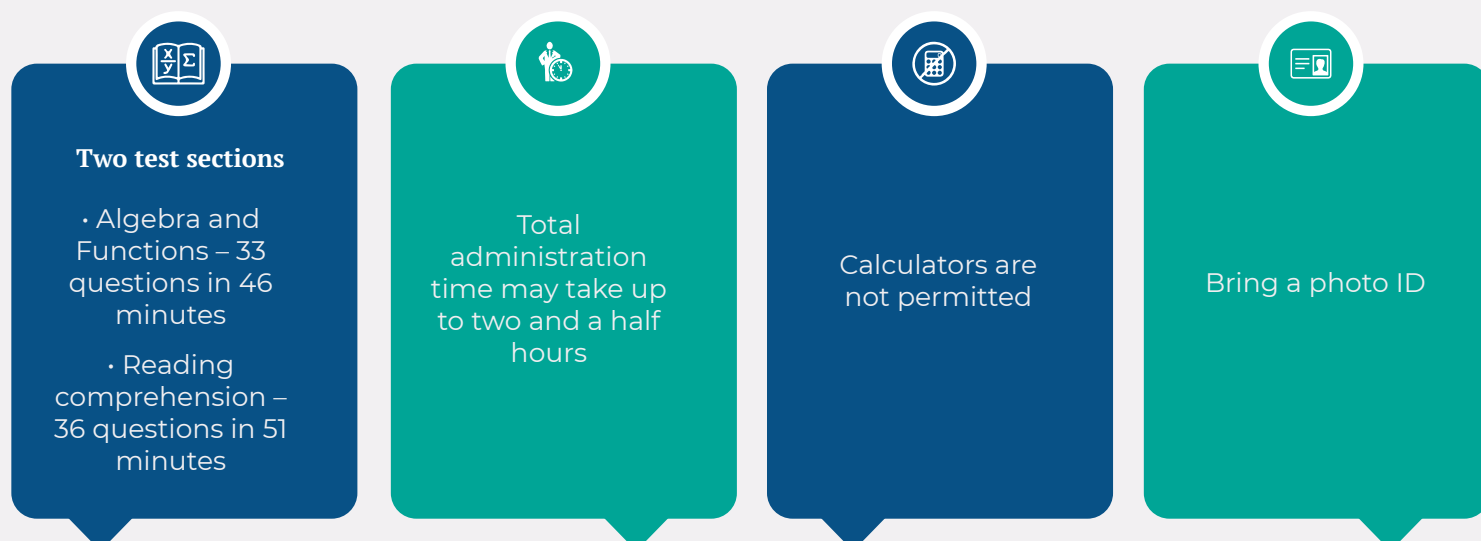 X
y
Σ
Two test sections
• Algebra and
Functions – 33
questions in 46
minutes
• Reading
comprehension –
36 questions in 51
minutes
Total
administration
time may take up
to two and a half
hours
Calculators are
not permitted
Bring a photo ID